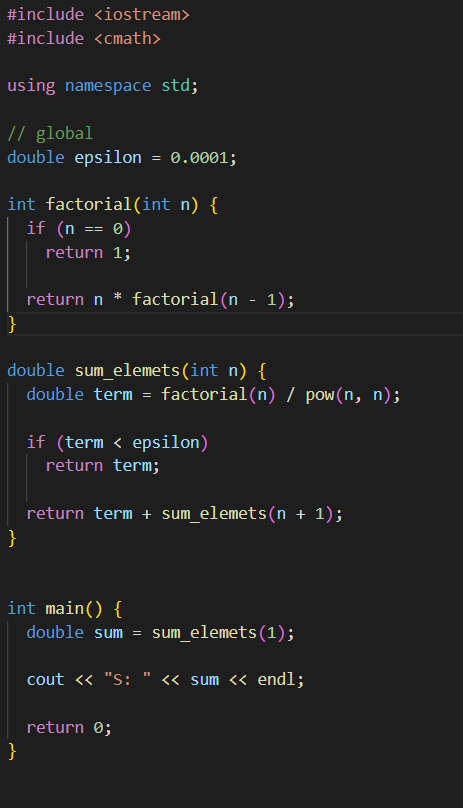 #include <iostream>
#include <cmath>
using namespace std;
// global
double epsilon = 0.0001;
int factorial(int n) {
if (n == 0)
return 1;
return n * factorial(n - 1);
}
double sum_elemets(int n) {
double term = factorial(n) / pow(n, n);
if (term < epsilon)
return term;
return term + sum_elemets(n + 1);
}
int main() {
double sum = sum_elemets(1);
cout << "S: " << sum << endl;
return 0;
}